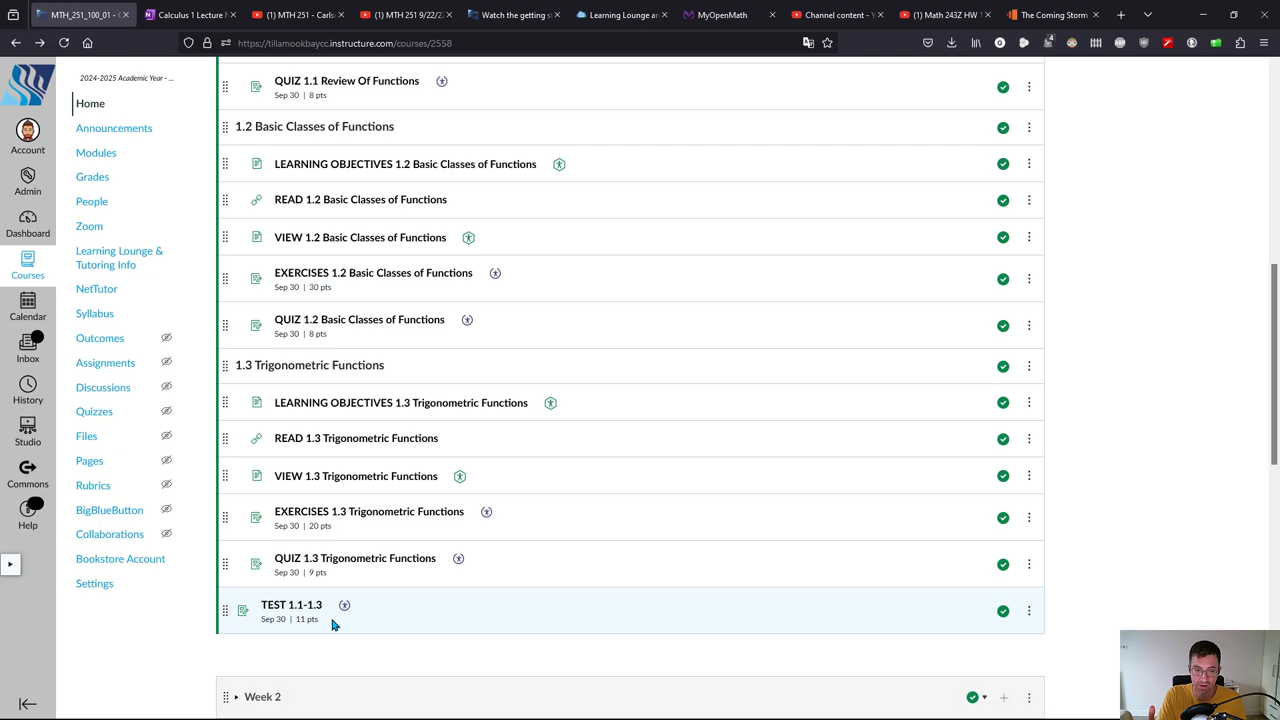 MTH_251_100_01
Calculus 1 Lecture
MTH 251 - Carls
MTH 251 9/22/2
Watch the getting s
Learning Lounge an
MyOpenMath
Channel content - Y
Math 243Z HW 1
The Coming Storm
https://tillamookbaycc.instructure.com/courses/2558
Account
Admin
Dashboard
Courses
Calendar
Inbox
History
Studio
Commons
Help
2024-2025 Academic Year - ...
Home
Announcements
Modules
Grades
People
Zoom
Learning Lounge &
Tutoring Info
NetTutor
Syllabus
Outcomes
Assignments
Discussions
Quizzes
Files
Pages
Rubrics
BigBlueButton
Collaborations
Bookstore Account
Settings
QUIZ 1.1 Review Of Functions
Sep 30 | 8 pts
1.2 Basic Classes of Functions
LEARNING OBJECTIVES 1.2 Basic Classes of Functions
READ 1.2 Basic Classes of Functions
VIEW 1.2 Basic Classes of Functions
EXERCISES 1.2 Basic Classes of Functions
Sep 30 | 30 pts
QUIZ 1.2 Basic Classes of Functions
Sep 30 | 8 pts
1.3 Trigonometric Functions
LEARNING OBJECTIVES 1.3 Trigonometric Functions
READ 1.3 Trigonometric Functions
VIEW 1.3 Trigonometric Functions
EXERCISES 1.3 Trigonometric Functions
Sep 30 | 20 pts
QUIZ 1.3 Trigonometric Functions
Sep 30 | 9 pts
TEST 1.1-1.3
Sep 30 | 11 pts
Week 2